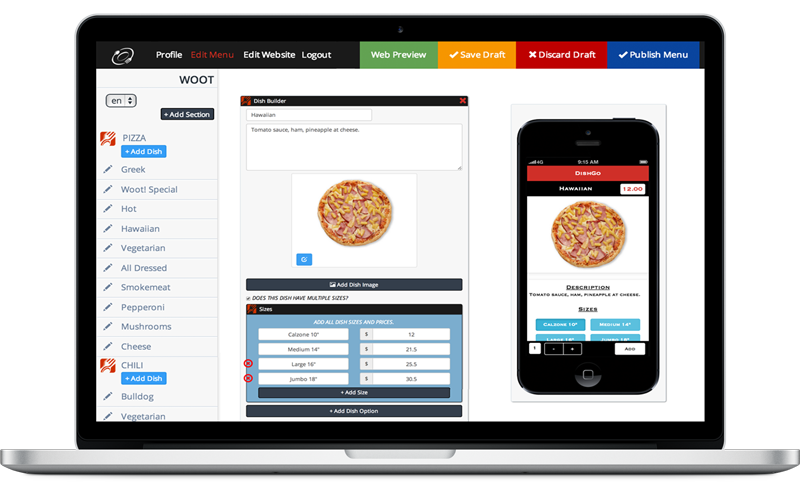 Profile Edit Menu Edit Website Logout Web Preview Save Draft Discard Draft Publish Menu
WOOT
en
+ Add Section
PIZZA
+ Add Dish
Greek
Woot! Special
Hot
Hawaiian
Vegetarian
All Dressed
Smokemeat
Pepperoni
Mushrooms
Cheese
CHILI
+ Add Dish
Bulldog
Vegetarian
Dish Builder
Hawaiian
Tomato sauce, ham, pineapple at cheese.
Add Dish Image
DOES THIS DISH HAVE MULTIPLE SIZES?
Sizes
ADD ALL DISH SIZES AND PRICES.
Calzone 10" $ 12
Medium 14" $ 21.5
Large 16" $ 25.5
Jumbo 18" $ 30.5
+ Add Size
+ Add Dish Option
4G 9:15 AM
DishGo
Hawaiian 12.00
Description
Tomato sauce, ham, pineapple at cheese.
Sizes
Calzone 10" Medium 14"
Large 16" Jumbo 18"
1 - + Add